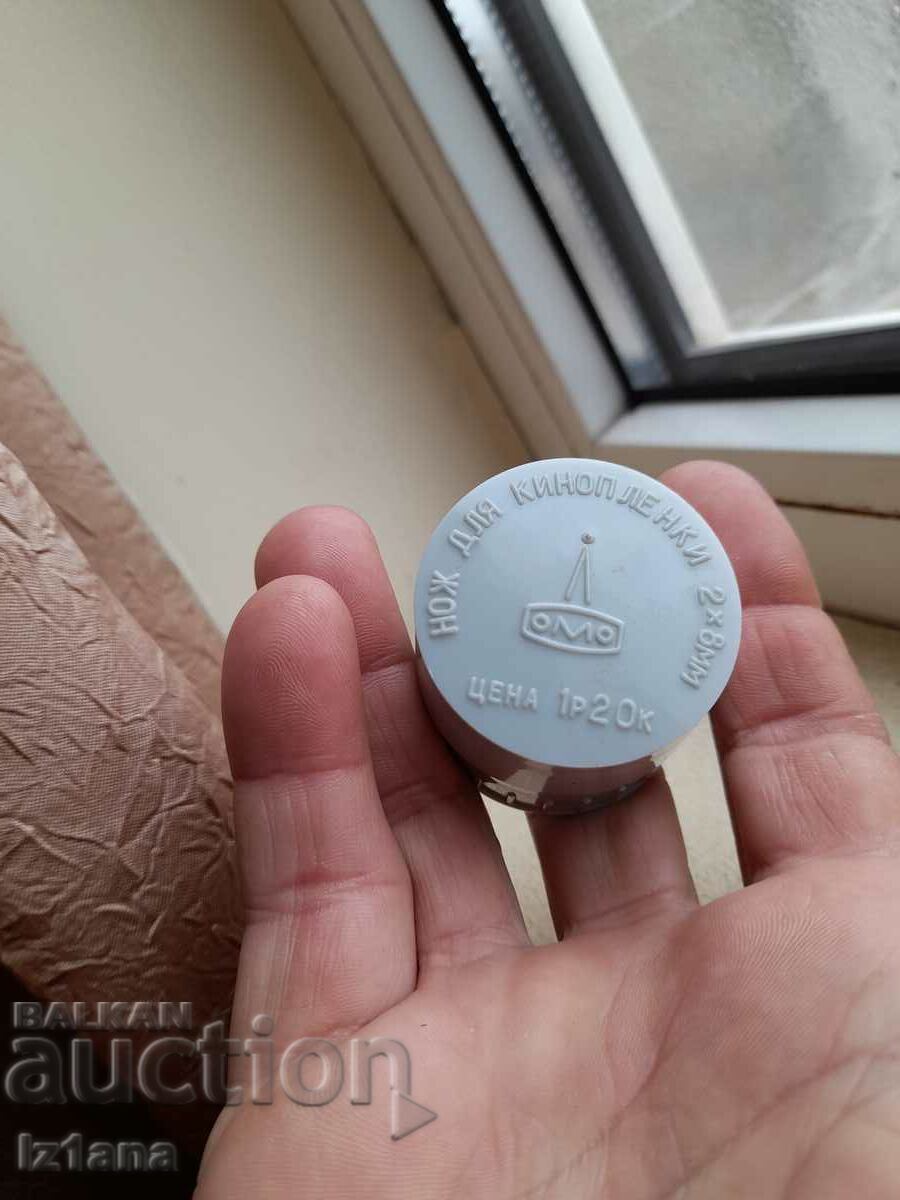 НОЖ ДЛЯ КИНОПЛЕНКИ 2×8ММ
ОМО
ЦЕНА 1р20к
BALKAN
auction
Iz1ana